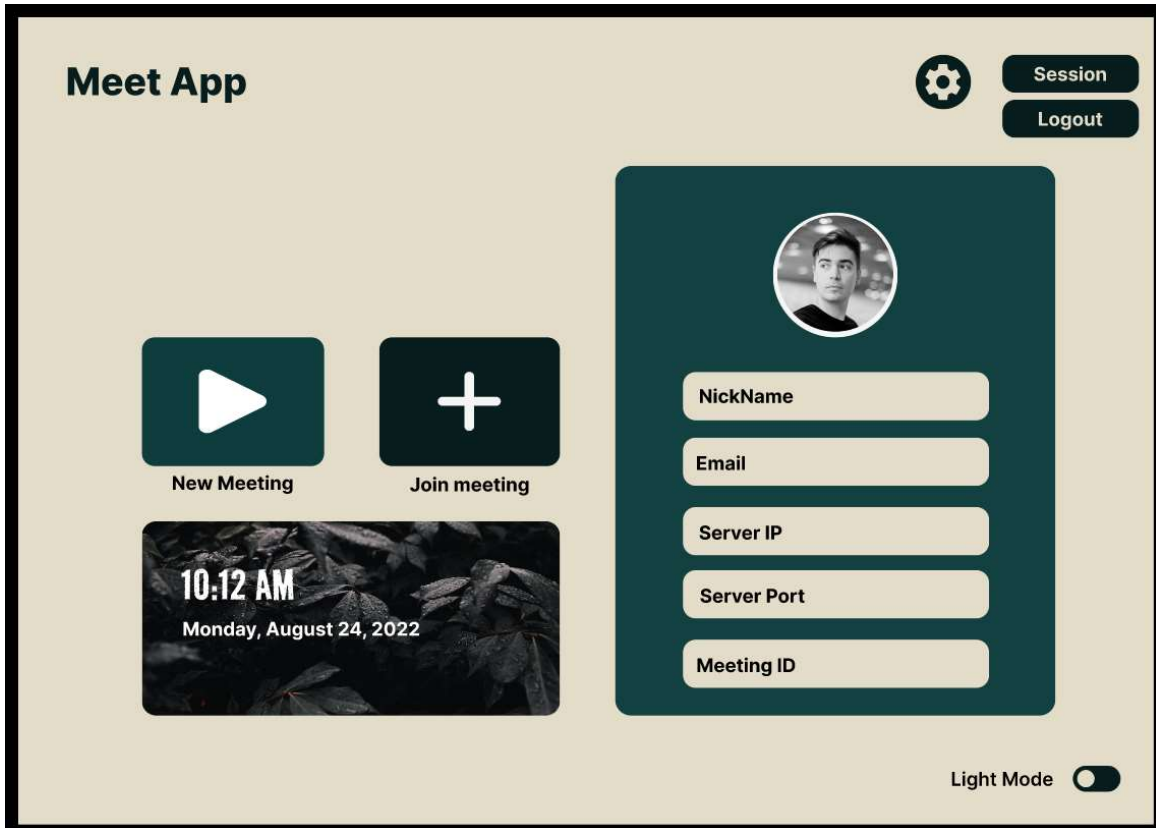 Meet App
Session
Logout
New Meeting
Join meeting
10:12 AM
Monday, August 24, 2022
NickName
Email
Server IP
Server Port
Meeting ID
Light Mode